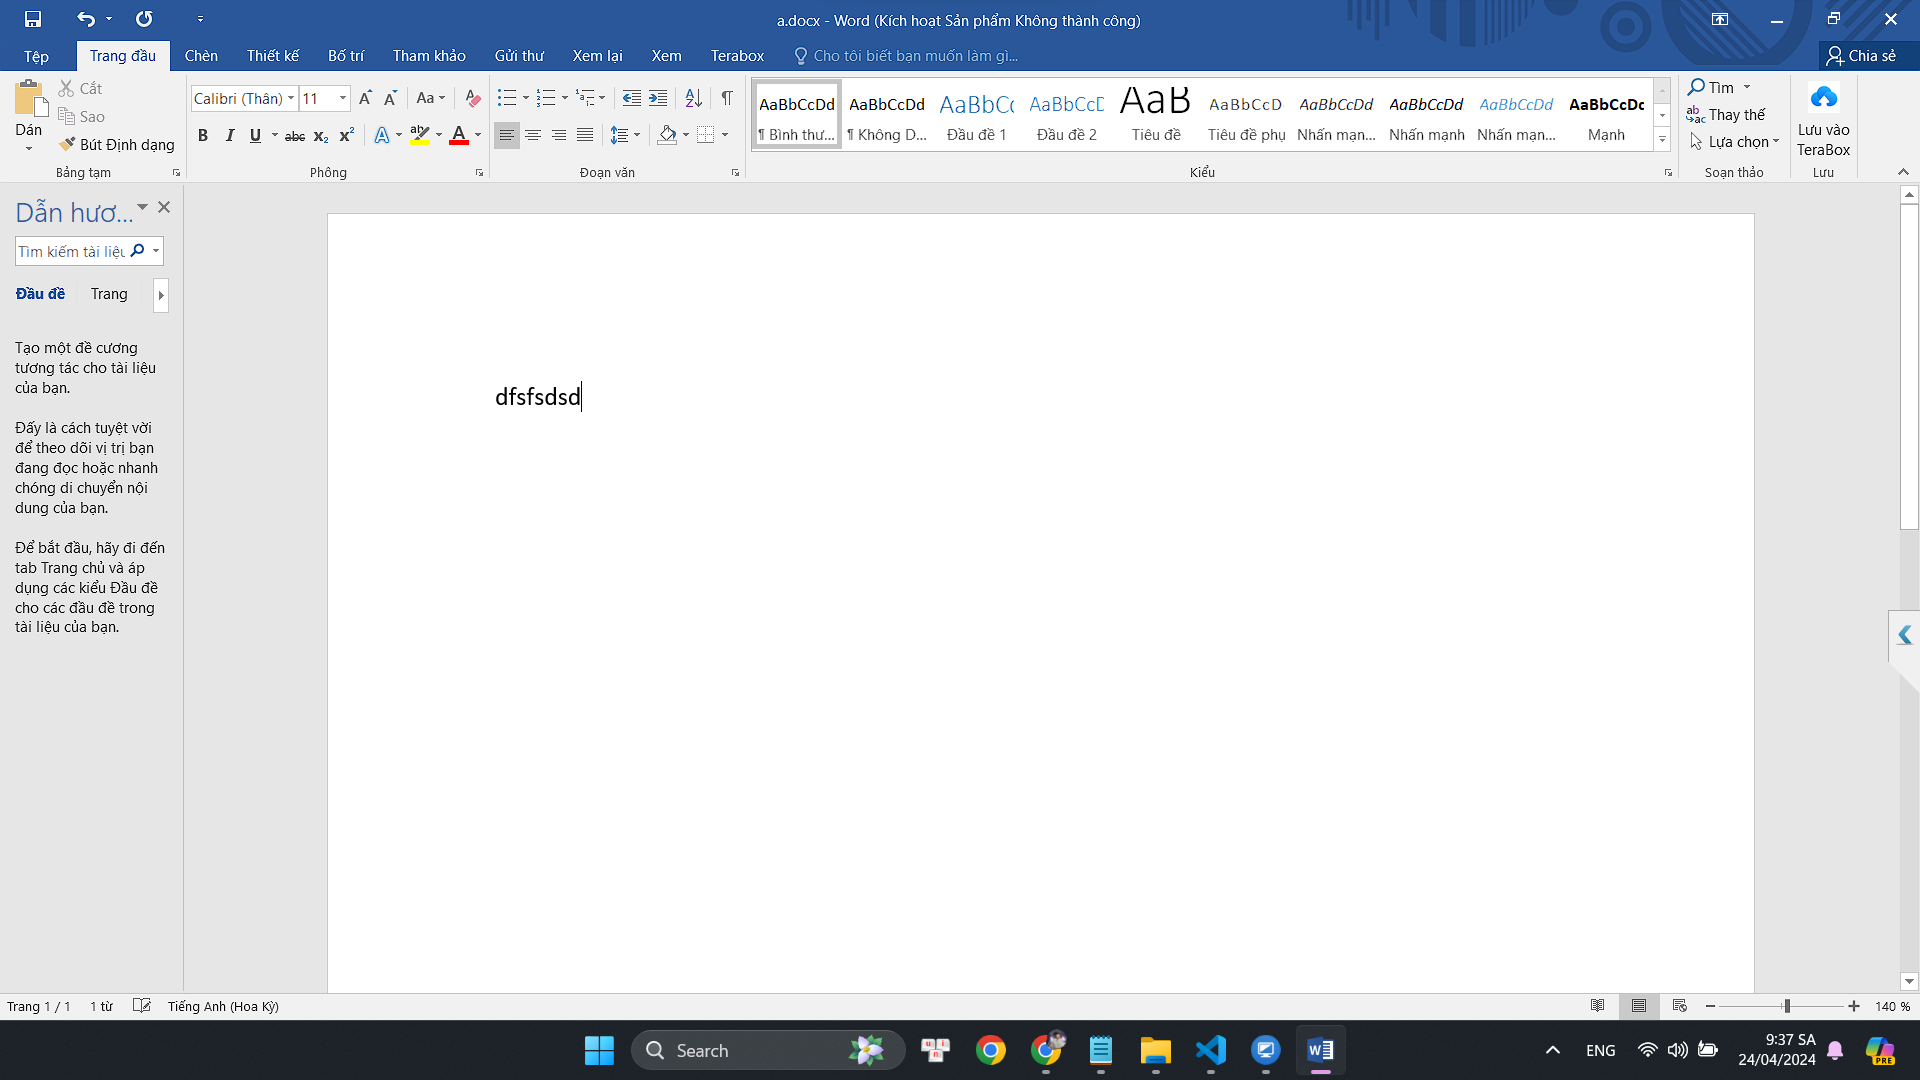 a.docx - Word (Kích hoạt Sản phẩm Không thành công)
Tệp Trang đầu Chèn Thiết kế Bố trí Tham khảo Gửi thư Xem lại Xem Terabox Cho tôi biết bạn muốn làm gì... Chia sẻ
Dán
Cắt
Sao
Bút Định dạng
Bảng tạm
Calibri (Thân) 11
Phông
Đoạn văn
AaBbCcDd AaBbCcDd AaBbCc AaBbCcD AaB AaBbCcD AaBbCcDd AaBbCcDd AaBbCcDd AaBbCcDc
¶ Bình thư... ¶ Không D... Đầu đề 1 Đầu đề 2 Tiêu đề Tiêu đề phụ Nhấn mạn... Nhấn mạnh Nhấn mạn... Mạnh
Kiểu
Tìm
Thay thế
Lựa chọn
Soạn thảo
Lưu vào
TeraBox
Lưu
Dẫn hươ...
Tìm kiếm tài liệu
Đầu đề Trang
Tạo một đề cương
tương tác cho tài liệu
của bạn.
Đấy là cách tuyệt vời
để theo dõi vị trị bạn
đang đọc hoặc nhanh
chóng di chuyển nội
dung của bạn.
Để bắt đầu, hãy đi đến
tab Trang chủ và áp
dụng các kiểu Đầu đề
cho các đầu đề trong
tài liệu của bạn.
dfsfsdsd
Trang 1 / 1 1 từ Tiếng Anh (Hoa Kỳ)
140 %
Search
ENG
9:37 SA
24/04/2024
PRE